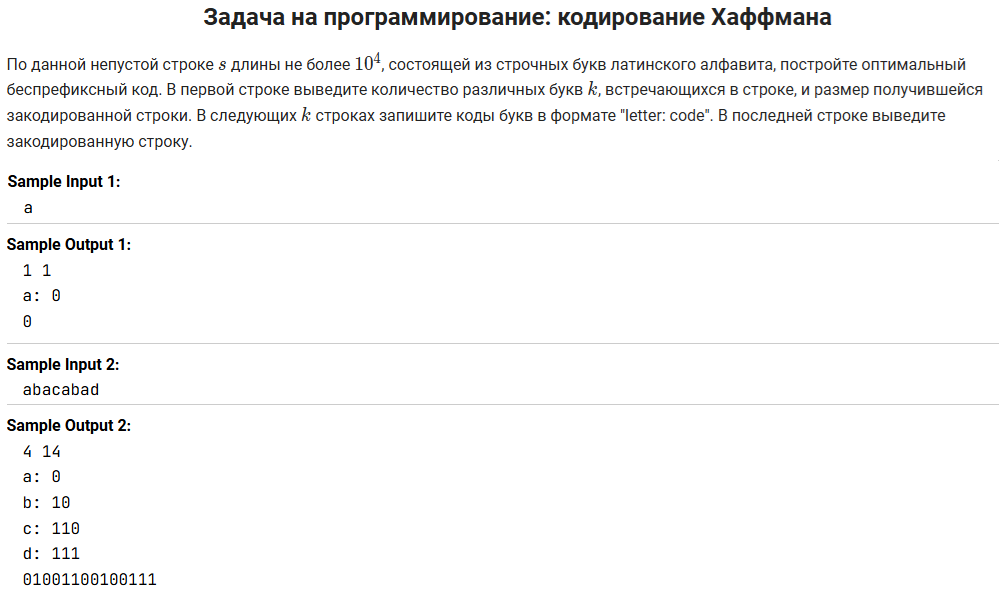 Задача на программирование: кодирование Хаффмана
По данной непустой строке s длины не более 10⁴, состоящей из строчных букв латинского алфавита, постройте оптимальный
беспрефиксный код. В первой строке выведите количество различных букв k, встречающихся в строке, и размер получившейся
закодированной строки. В следующих k строках запишите коды букв в формате "letter: code". В последней строке выведите
закодированную строку.
Sample Input 1:
a
Sample Output 1:
1 1
a: 0
0
Sample Input 2:
abacabad
Sample Output 2:
4 14
a: 0
b: 10
c: 110
d: 111
01001100100111